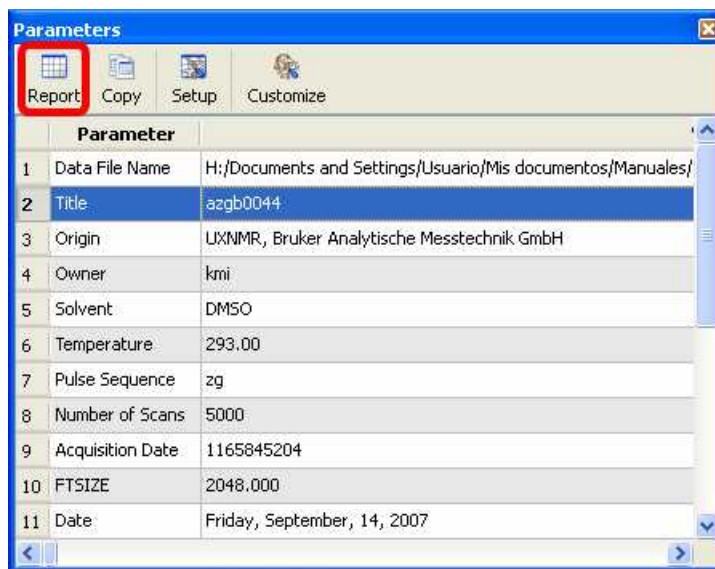 Parameters
Report Copy Setup Customize
Parameter
1 Data File Name H:/Documents and Settings/Usuario/Mis documentos/Manuales/
2 Title azgb0044
3 Origin UXNMR, Bruker Analytische Messtechnik GmbH
4 Owner kmi
5 Solvent DMSO
6 Temperature 293.00
7 Pulse Sequence zg
8 Number of Scans 5000
9 Acquisition Date 1165845204
10 FTSIZE 2048.000
11 Date Friday, September, 14, 2007